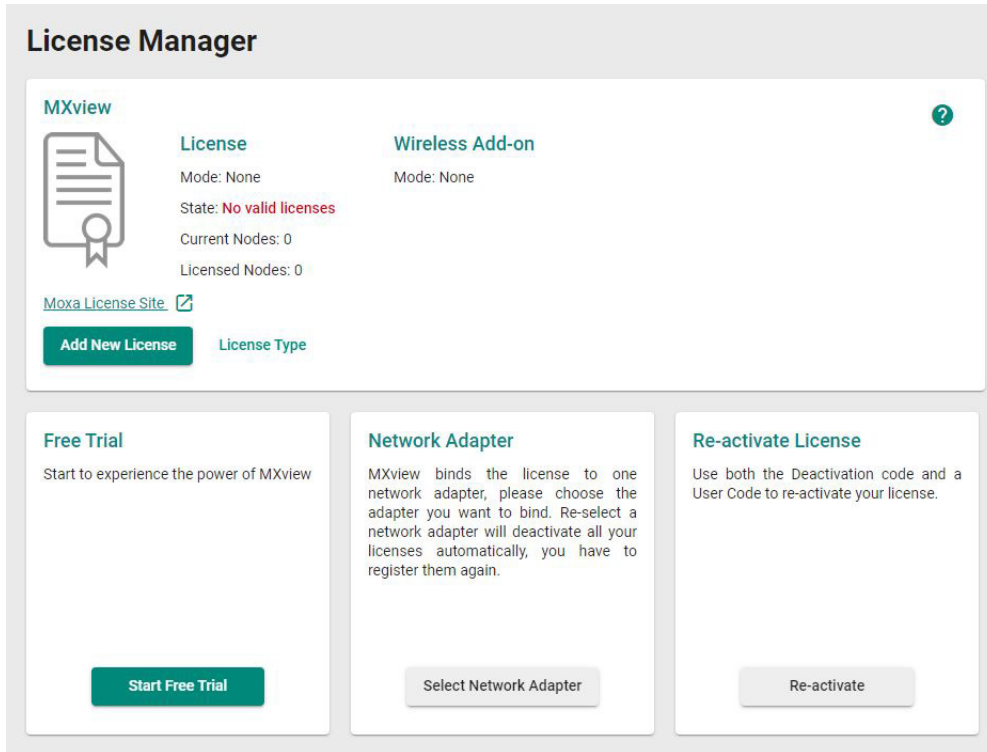 License Manager
MXview
License
Mode: None
State: No valid licenses
Current Nodes: 0
Licensed Nodes: 0
Wireless Add-on
Mode: None
Moxa License Site
Add New License
License Type
Free Trial
Start to experience the power of MXview
Start Free Trial
Network Adapter
MXview binds the license to one
network adapter, please choose the
adapter you want to bind. Re-select a
network adapter will deactivate all your
licenses automatically, you have to
register them again.
Select Network Adapter
Re-activate License
Use both the Deactivation code and a
User Code to re-activate your license.
Re-activate